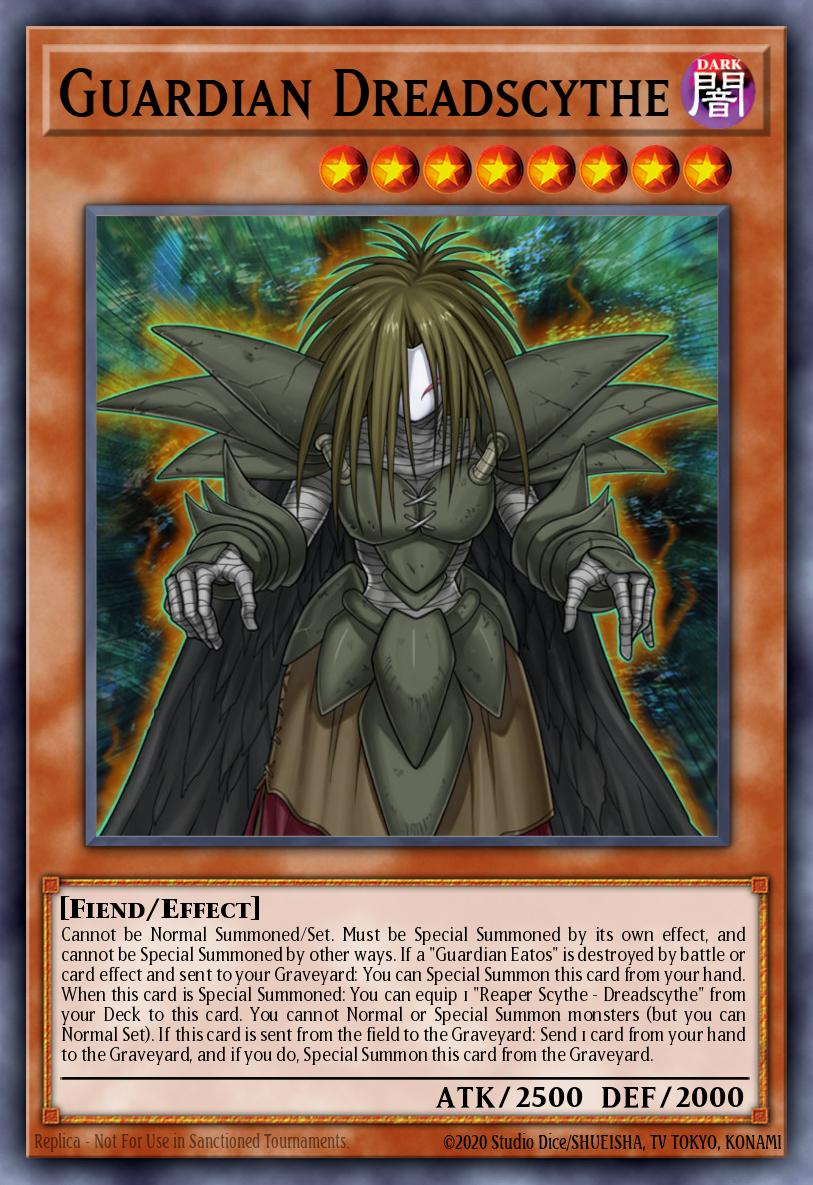 GUARDIAN DREADSCYTHE
DARK
闇
[FIEND/EFFECT]
Cannot be Normal Summoned/Set. Must be Special Summoned by its own effect, and
cannot be Special Summoned by other ways. If a "Guardian Eatos" is destroyed by battle or
card effect and sent to your Graveyard: You can Special Summon this card from your hand.
When this card is Special Summoned: You can equip 1 "Reaper Scythe - Dreadscythe" from
your Deck to this card. You cannot Normal or Special Summon monsters (but you can
Normal Set). If this card is sent from the field to the Graveyard: Send 1 card from your hand
to the Graveyard, and if you do, Special Summon this card from the Graveyard.
ATK/2500 DEF/2000
Replica - Not For Use in Sanctioned Tournaments.
©2020 Studio Dice/SHUEISHA, TV TOKYO, KONAMI